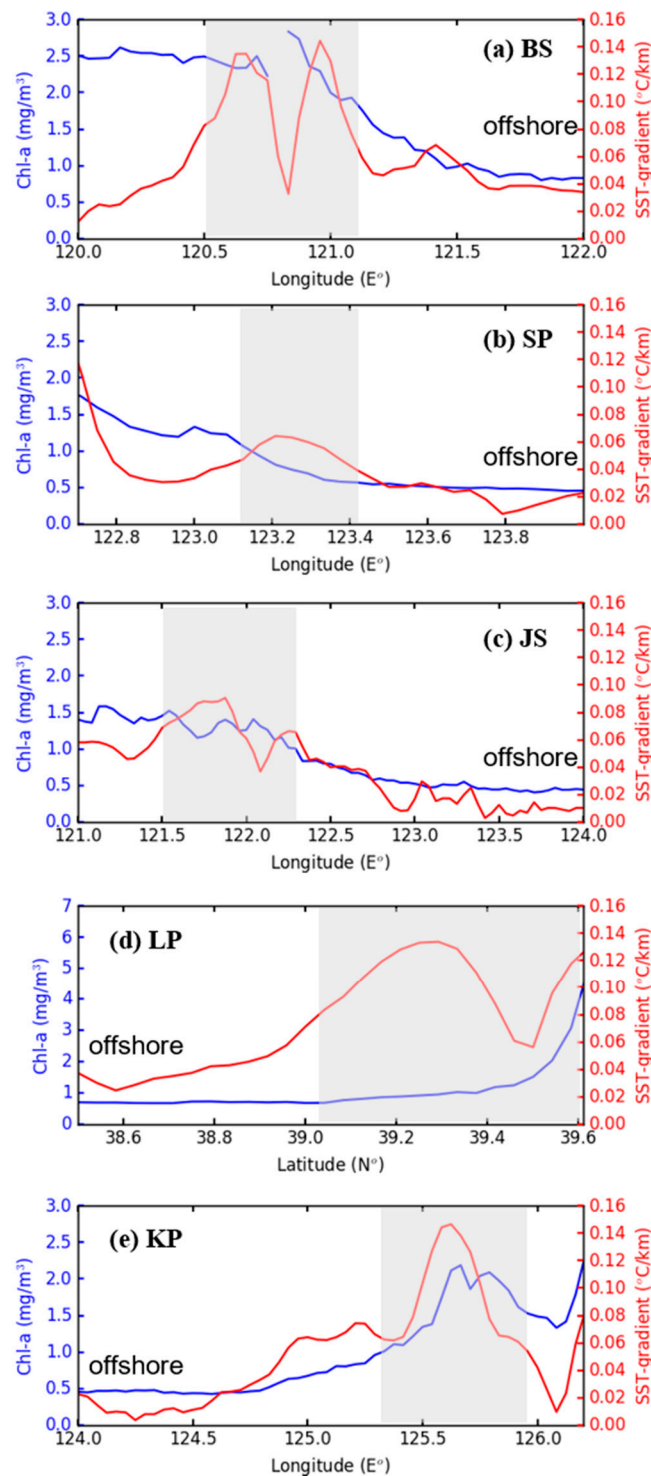 (a) BS
Chl-a (mg/m³)
3.0
2.5
2.0
1.5
1.0
0.5
0.0
offshore
0.16
0.14
0.12
0.10
0.08
0.06
0.04
0.02
0.00
SST-gradient (°C/km)
120.0 120.5 121.0 121.5 122.0
Longitude (E°)
(b) SP
Chl-a (mg/m³)
3.0
2.5
2.0
1.5
1.0
0.5
0.0
offshore
0.16
0.14
0.12
0.10
0.08
0.06
0.04
0.02
0.00
SST-gradient (°C/km)
122.8 123.0 123.2 123.4 123.6 123.8
Longitude (E°)
(c) JS
Chl-a (mg/m³)
3.0
2.5
2.0
1.5
1.0
0.5
0.0
offshore
0.16
0.14
0.12
0.10
0.08
0.06
0.04
0.02
0.00
SST-gradient (°C/km)
121.0 121.5 122.0 122.5 123.0 123.5 124.0
Longitude (E°)
(d) LP
Chl-a (mg/m³)
7
6
5
4
3
2
1
0
offshore
0.16
0.14
0.12
0.10
0.08
0.06
0.04
0.02
0.00
SST-gradient (°C/km)
38.6 38.8 39.0 39.2 39.4 39.6
Latitude (N°)
(e) KP
Chl-a (mg/m³)
3.0
2.5
2.0
1.5
1.0
0.5
0.0
offshore
0.16
0.14
0.12
0.10
0.08
0.06
0.04
0.02
0.00
SST-gradient (°C/km)
124.0 124.5 125.0 125.5 126.0
Longitude (E°)